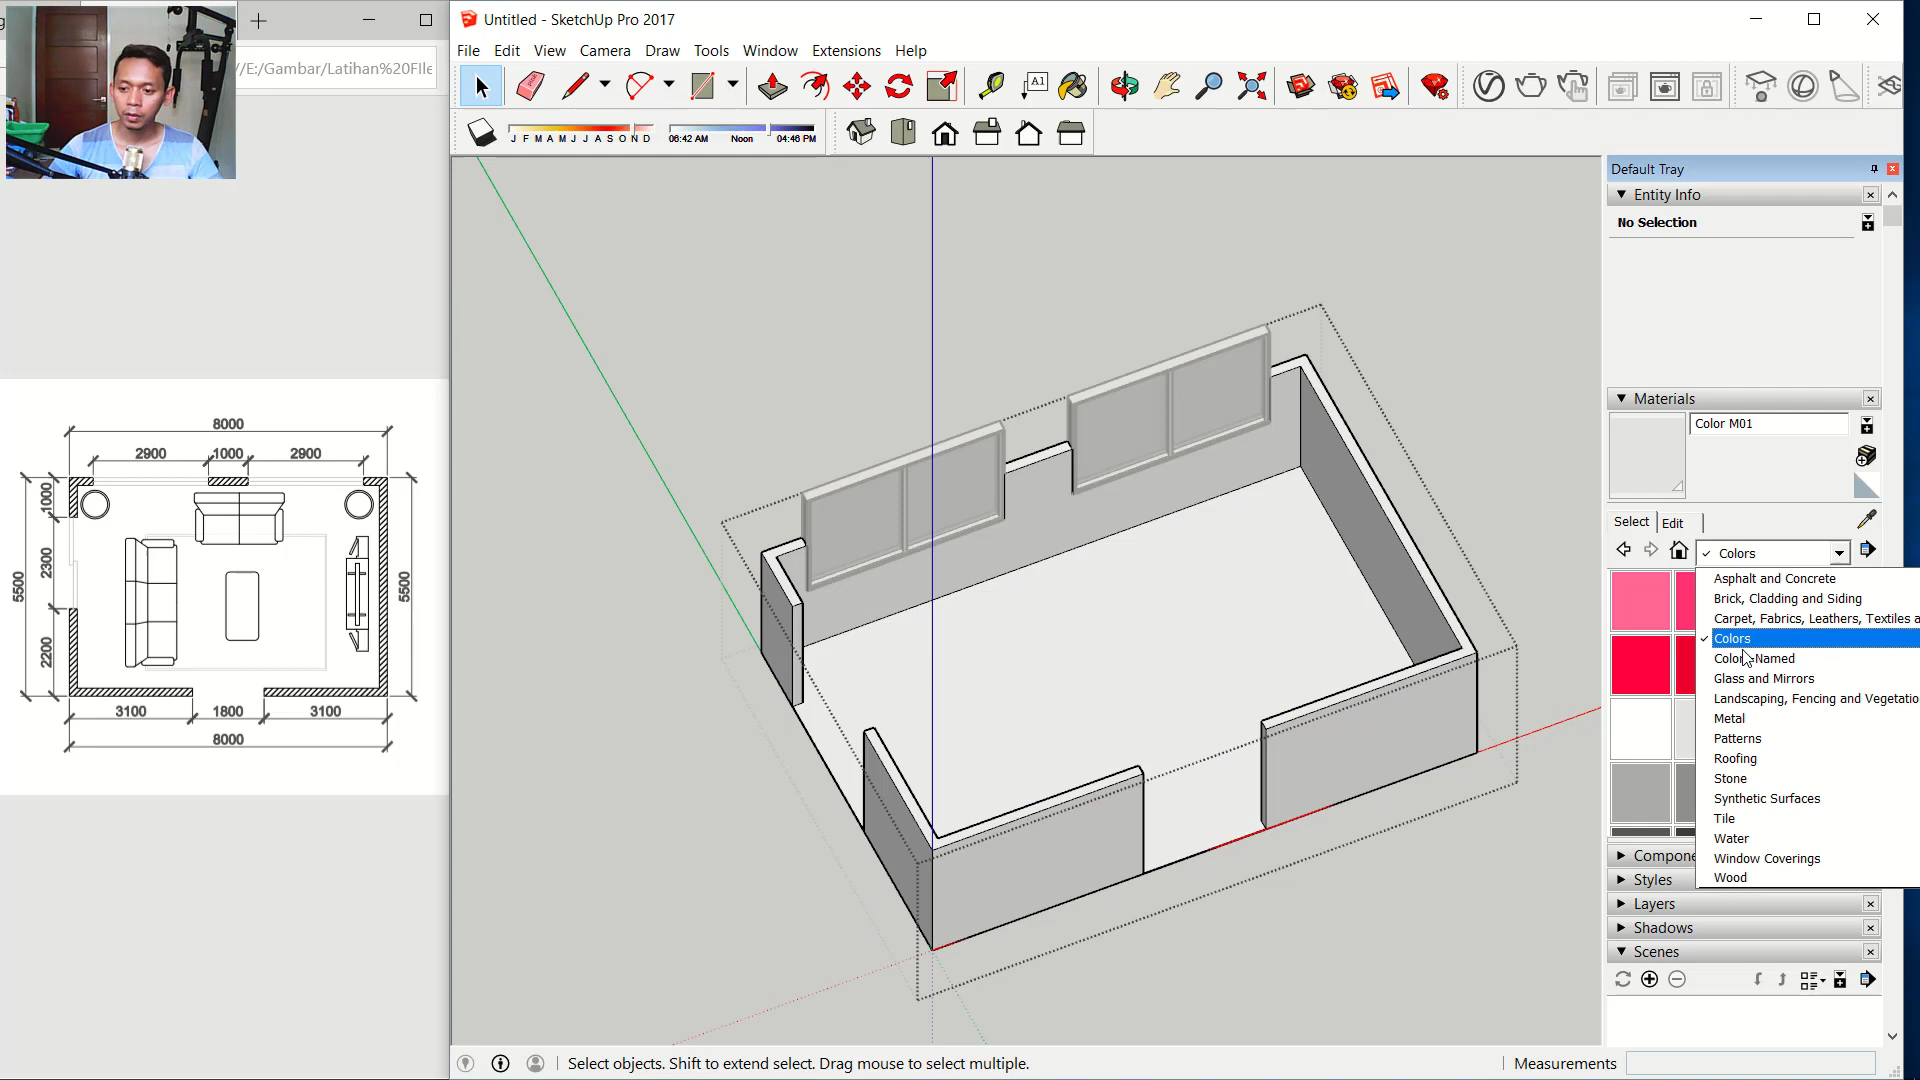 Untitled - SketchUp Pro 2017
File Edit View Camera Draw Tools Window Extensions Help
//E:/Gambar/Latihan%20File
A1
J F M A M J J A S O N D
06:42 AM Noon 04:46 PM
Default Tray
Entity Info
No Selection
Materials
Color M01
Select Edit
Colors
Asphalt and Concrete
Brick, Cladding and Siding
Carpet, Fabrics, Leathers, Textiles a
Colors
Named
Glass and Mirrors
Landscaping, Fencing and Vegetatio
Metal
Patterns
Roofing
Stone
Synthetic Surfaces
Tile
Water
Window Coverings
Wood
Compone
Styles
Layers
Shadows
Scenes
8000
2900 1000 2900
1000
2300
5500
5500
2200
3100 1800 3100
8000
Select objects. Shift to extend select. Drag mouse to select multiple.
Measurements